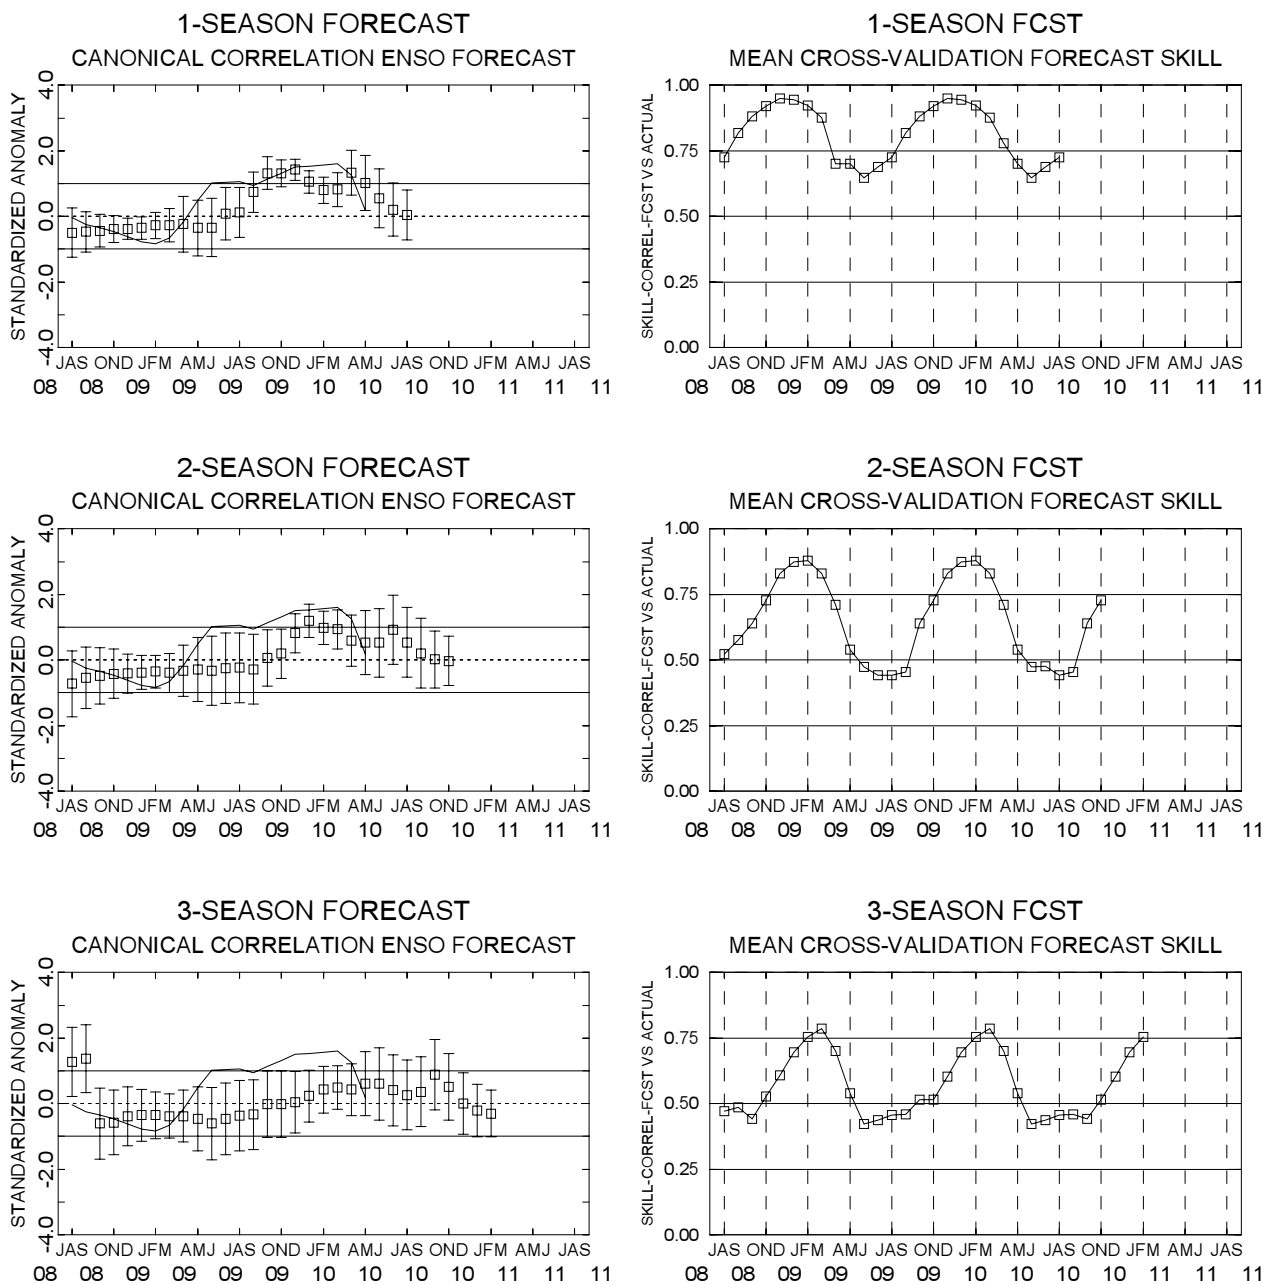 1-SEASON FORECAST
CANONICAL CORRELATION ENSO FORECAST
STANDARDIZED ANOMALY
4.0
2.0
0.0
-2.0
-4.0
JAS OND JFM AMJ JAS OND JFM AMJ JAS OND JFM AMJ JAS
08 08 09 09 09 09 10 10 10 10 11 11 11
1-SEASON FCST
MEAN CROSS-VALIDATION FORECAST SKILL
SKILL-CORREL-FCST VS ACTUAL
1.00
0.75
0.50
0.25
0.00
JAS OND JFM AMJ JAS OND JFM AMJ JAS OND JFM AMJ JAS
08 08 09 09 09 09 10 10 10 10 11 11 11
2-SEASON FORECAST
CANONICAL CORRELATION ENSO FORECAST
STANDARDIZED ANOMALY
4.0
2.0
0.0
-2.0
-4.0
JAS OND JFM AMJ JAS OND JFM AMJ JAS OND JFM AMJ JAS
08 08 09 09 09 09 10 10 10 10 11 11 11
2-SEASON FCST
MEAN CROSS-VALIDATION FORECAST SKILL
SKILL-CORREL-FCST VS ACTUAL
1.00
0.75
0.50
0.25
0.00
JAS OND JFM AMJ JAS OND JFM AMJ JAS OND JFM AMJ JAS
08 08 09 09 09 09 10 10 10 10 11 11 11
3-SEASON FORECAST
CANONICAL CORRELATION ENSO FORECAST
STANDARDIZED ANOMALY
4.0
2.0
0.0
-2.0
-4.0
JAS OND JFM AMJ JAS OND JFM AMJ JAS OND JFM AMJ JAS
08 08 09 09 09 09 10 10 10 10 11 11 11
3-SEASON FCST
MEAN CROSS-VALIDATION FORECAST SKILL
SKILL-CORREL-FCST VS ACTUAL
1.00
0.75
0.50
0.25
0.00
JAS OND JFM AMJ JAS OND JFM AMJ JAS OND JFM AMJ JAS
08 08 09 09 09 09 10 10 10 10 11 11 11